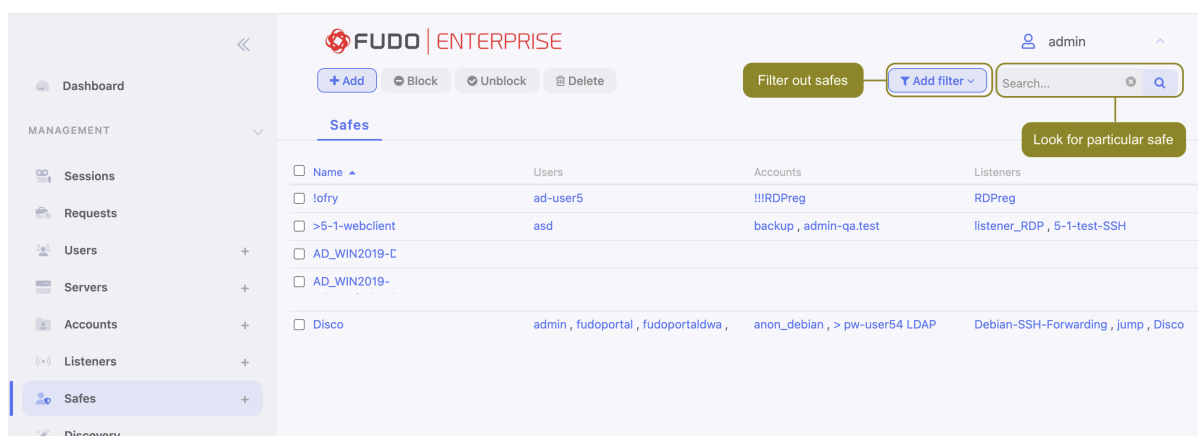 FUDO ENTERPRISE
admin
Dashboard
+ Add Block Unblock Delete
Filter out safes
Add filter
Search...
MANAGEMENT
Safes
Look for particular safe
Name Users Accounts Listeners
!ofry ad-user5 !!!RDPreg RDPreg
>5-1-webclient asd backup , admin-qa.test listener_RDP , 5-1-test-SSH
AD_WIN2019-D
AD_WIN2019-
Disco admin , fudoportal , fudoportaldwa , anon_debian , > pw-user54 LDAP Debian-SSH-Forwarding , jump , Disco
Sessions
Requests
Users +
Servers +
Accounts +
Listeners +
Safes +
Discovery